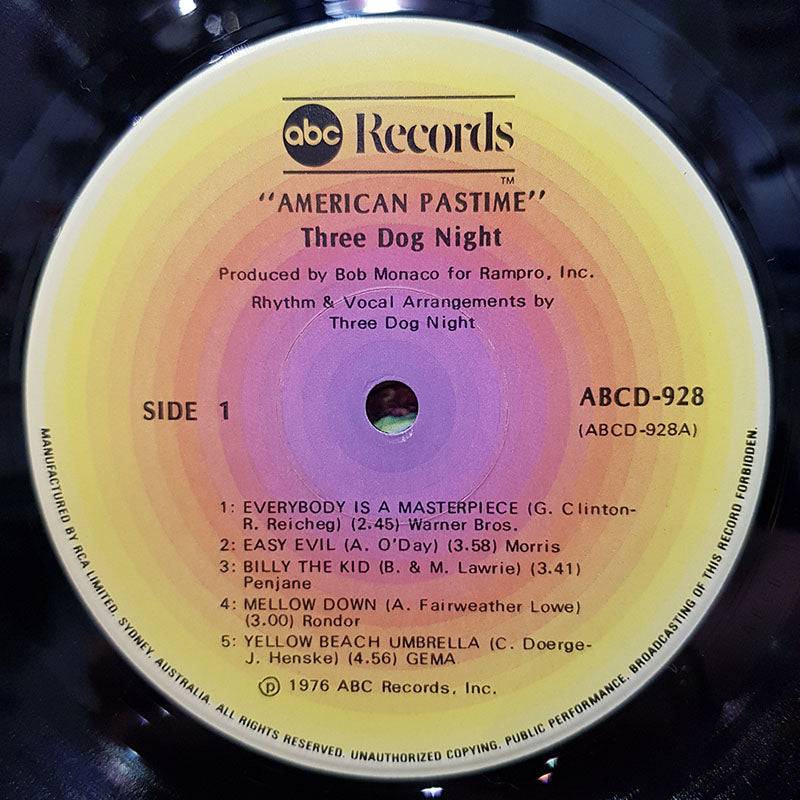 abc Records
TM
"AMERICAN PASTIME"
Three Dog Night
Produced by Bob Monaco for Rampro, Inc.
Rhythm & Vocal Arrangements by
Three Dog Night
SIDE 1
ABCD-928
(ABCD-928A)
1: EVERYBODY IS A MASTERPIECE (G. Clinton-
R. Reicheg) (2.45) Warner Bros.
2: EASY EVIL (A. O'Day) (3.58) Morris
3: BILLY THE KID (B. & M. Lawrie) (3.41)
Penjane
4: MELLOW DOWN (A. Fairweather Lowe)
(3.00) Rondor
5: YELLOW BEACH UMBRELLA (C. Doerge-
J. Henske) (4.56) GEMA
℗ 1976 ABC Records, Inc.
MANUFACTURED BY RCA LIMITED, SYDNEY, AUSTRALIA. ALL RIGHTS RESERVED. UNAUTHORIZED COPYING, PUBLIC PERFORMANCE, BROADCASTING OF THIS RECORD FORBIDDEN.